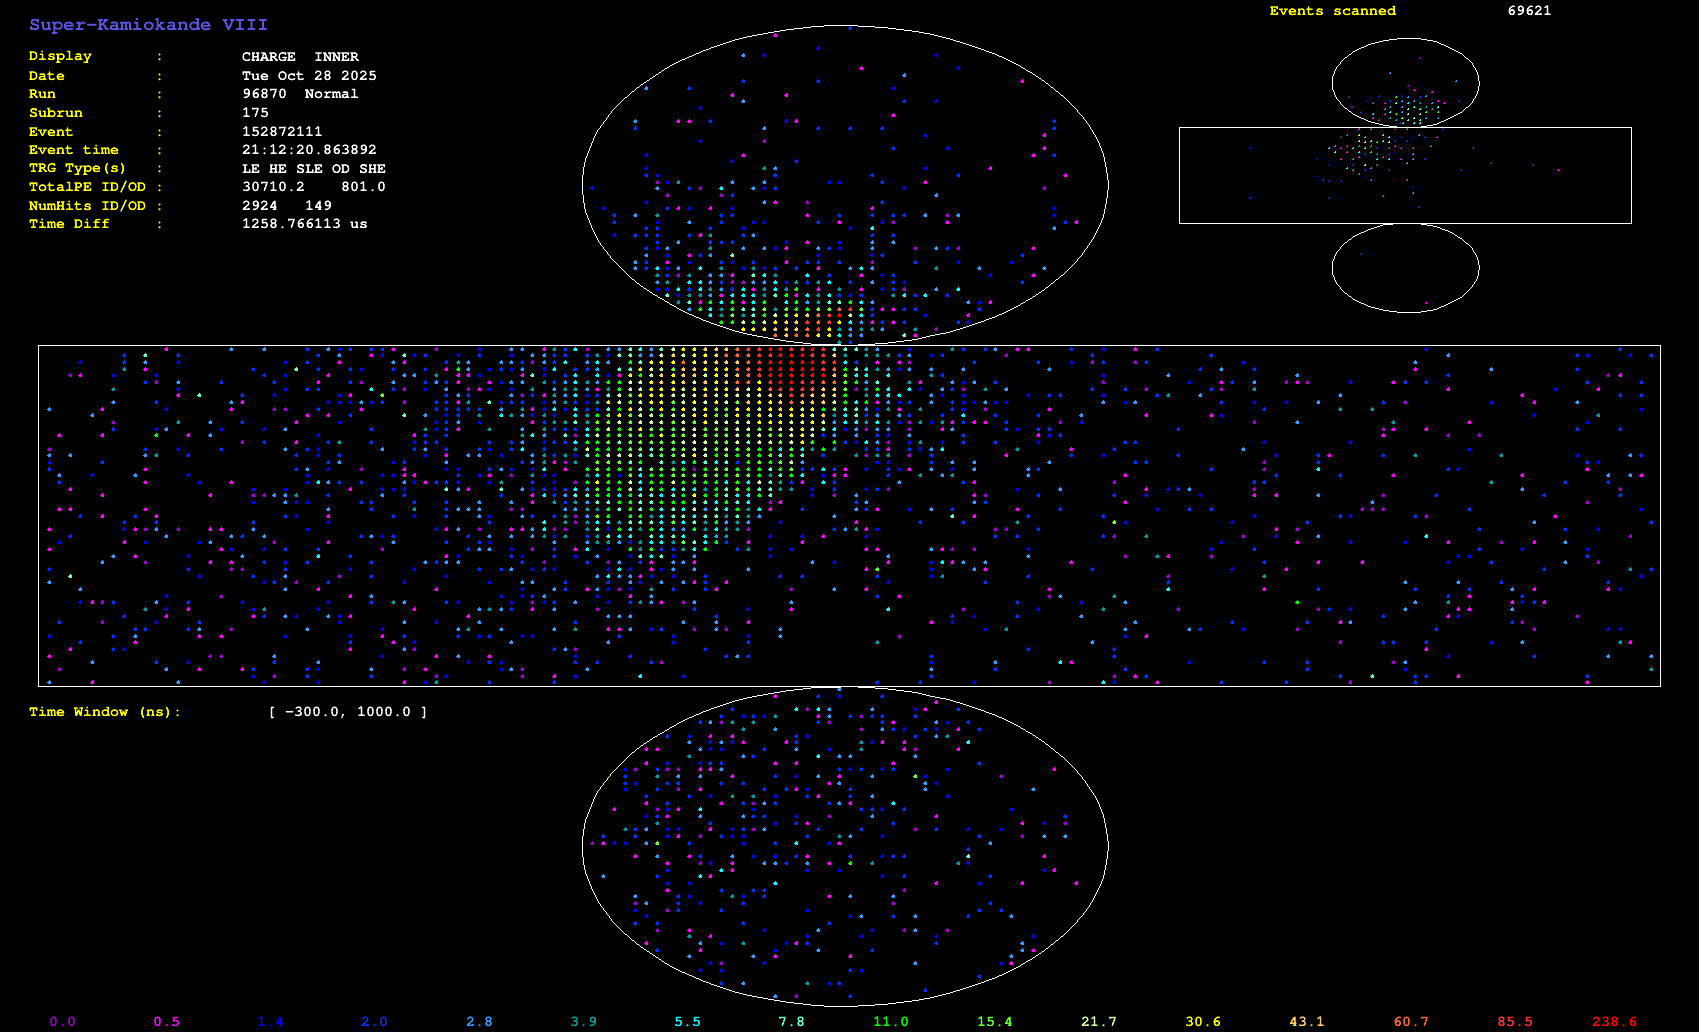 Super-Kamiokande VIII
Events scanned 69621
Display : CHARGE INNER
Date : Tue Oct 28 2025
Run : 96870 Normal
Subrun : 175
Event : 152872111
Event time : 21:12:20.863892
TRG Type(s) : LE HE SLE OD SHE
TotalPE ID/OD : 30710.2 801.0
NumHits ID/OD : 2924 149
Time Diff : 1258.766113 us
Time Window (ns): [ -300.0, 1000.0 ]
0.0 0.5 1.4 2.0 2.8 3.9 5.5 7.8 11.0 15.4 21.7 30.6 43.1 60.7 85.5 238.6